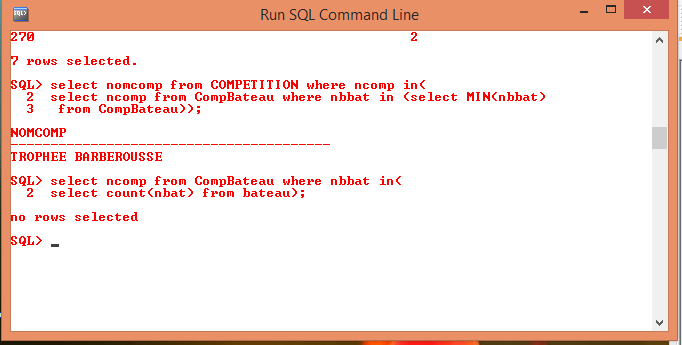 Run SQL Command Line
270 2
7 rows selected.
SQL> select nomcomp from COMPETITION where ncomp in(
2 select ncomp from CompBateau where nbbat in (select MIN(nbbat)
3 from CompBateau));
NOMCOMP
----------------------------------------
TROPHEE BARBEROUSSE
SQL> select ncomp from CompBateau where nbbat in(
2 select count(nbat) from bateau);
no rows selected
SQL> _